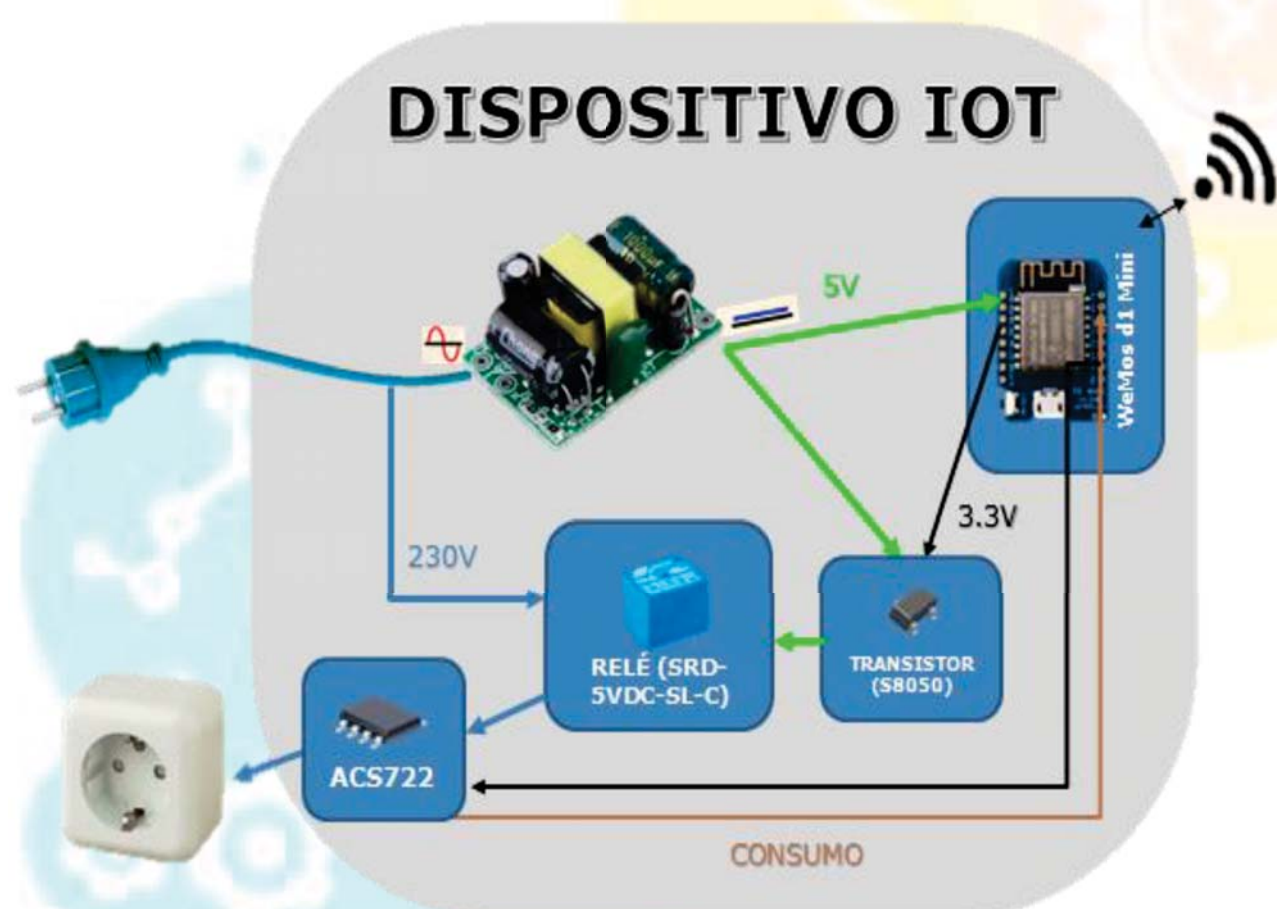 DISPOSITIVO IOT
5V
WeMos d1 Mini
3.3V
230V
RELÉ (SRD-
5VDC-SL-C)
TRANSISTOR
(S8050)
ACS722
CONSUMO